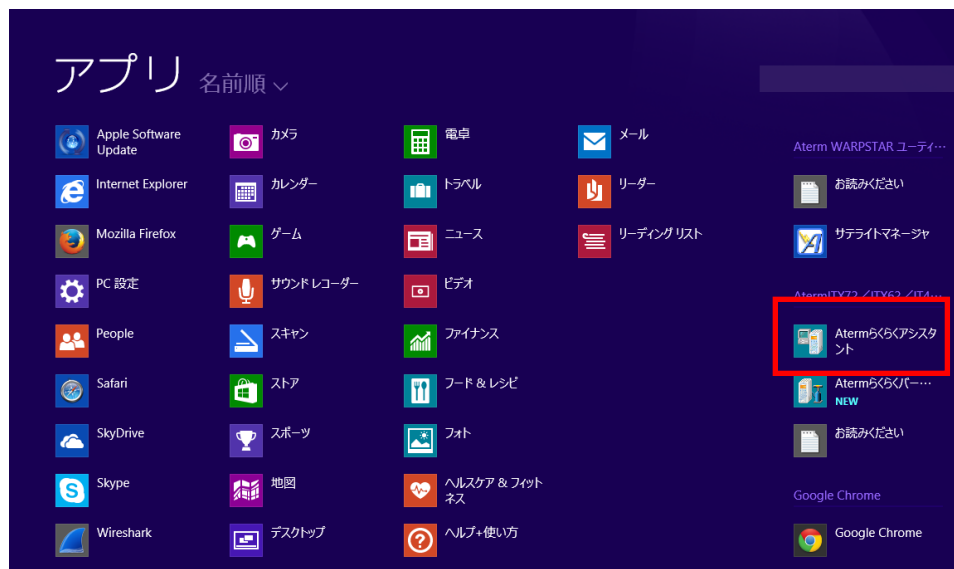 アプリ 名前順
Apple Software
Update
Internet Explorer
Mozilla Firefox
PC 設定
People
Safari
SkyDrive
Skype
Wireshark
カメラ
カレンダー
ゲーム
サウンド レコーダー
スキャン
ストア
スポーツ
地図
デスクトップ
電卓
トラベル
ニュース
ビデオ
ファイナンス
フード & レシピ
フォト
ヘルスケア & フィット
ネス
ヘルプ+使い方
メール
リーダー
リーディング リスト
Aterm WARPSTAR ユーティ…
お読みください
サテライトマネージャ
AtermITX72／ITX62／IT4…
Atermらくらくアシスタ
ント
Atermらくらくバー…
NEW
お読みください
Google Chrome
Google Chrome